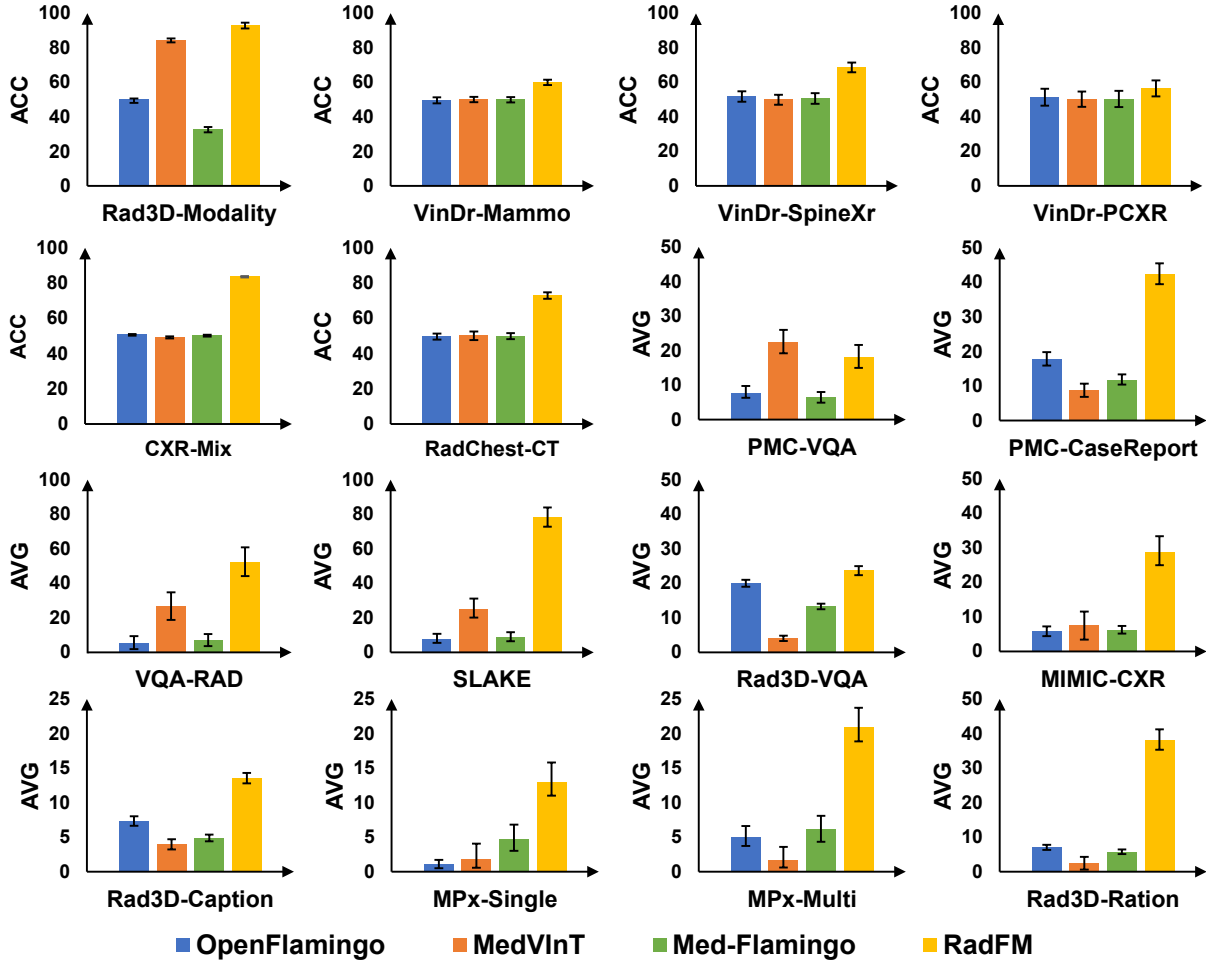 100
80
60
40
20
0
ACC
Rad3D-Modality
100
80
60
40
20
0
ACC
VinDr-Mammo
100
80
60
40
20
0
ACC
VinDr-SpineXr
100
80
60
40
20
0
ACC
VinDr-PCXR
100
80
60
40
20
0
ACC
CXR-Mix
100
80
60
40
20
0
ACC
RadChest-CT
50
40
30
20
10
0
AVG
PMC-VQA
50
40
30
20
10
0
AVG
PMC-CaseReport
100
80
60
40
20
0
AVG
VQA-RAD
100
80
60
40
20
0
AVG
SLAKE
50
40
30
20
10
0
AVG
Rad3D-VQA
50
40
30
20
10
0
AVG
MIMIC-CXR
25
20
15
10
5
0
AVG
Rad3D-Caption
25
20
15
10
5
0
AVG
MPx-Single
25
20
15
10
5
0
AVG
MPx-Multi
50
40
30
20
10
0
AVG
Rad3D-Ration
OpenFlamingo MedVInT Med-Flamingo RadFM